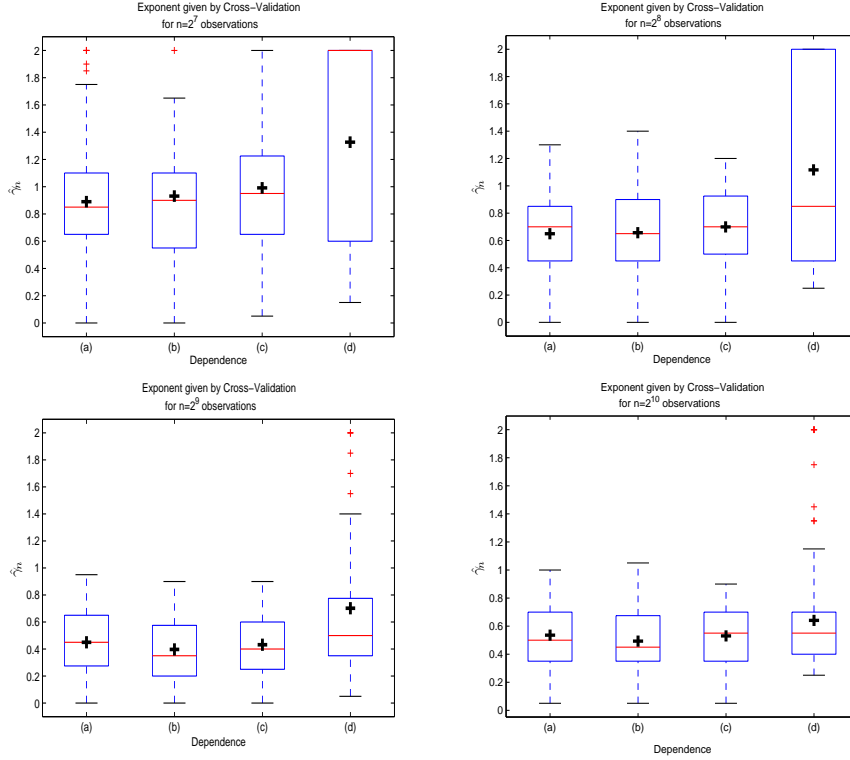 Exponent given by Cross-Validation
for n=2^7 observations
2
1.8
1.6
1.4
1.2
1
0.8
0.6
0.4
0.2
0
γ̂n
(a) (b) (c) (d)
Dependence
Exponent given by Cross-Validation
for n=2^8 observations
2
1.8
1.6
1.4
1.2
1
0.8
0.6
0.4
0.2
0
γ̂n
(a) (b) (c) (d)
Dependence
Exponent given by Cross-Validation
for n=2^9 observations
2
1.8
1.6
1.4
1.2
1
0.8
0.6
0.4
0.2
0
γ̂n
(a) (b) (c) (d)
Dependence
Exponent given by Cross-Validation
for n=2^10 observations
2
1.8
1.6
1.4
1.2
1
0.8
0.6
0.4
0.2
0
γ̂n
(a) (b) (c) (d)
Dependence